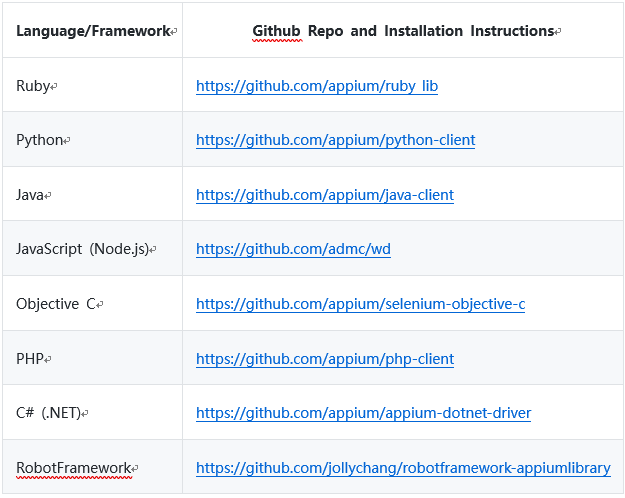 Language/Framework Github Repo and Installation Instructions
Ruby https://github.com/appium/ruby_lib
Python https://github.com/appium/python-client
Java https://github.com/appium/java-client
JavaScript (Node.js) https://github.com/admc/wd
Objective C https://github.com/appium/selenium-objective-c
PHP https://github.com/appium/php-client
C# (.NET) https://github.com/appium/appium-dotnet-driver
RobotFramework https://github.com/jollychang/robotframework-appiumlibrary